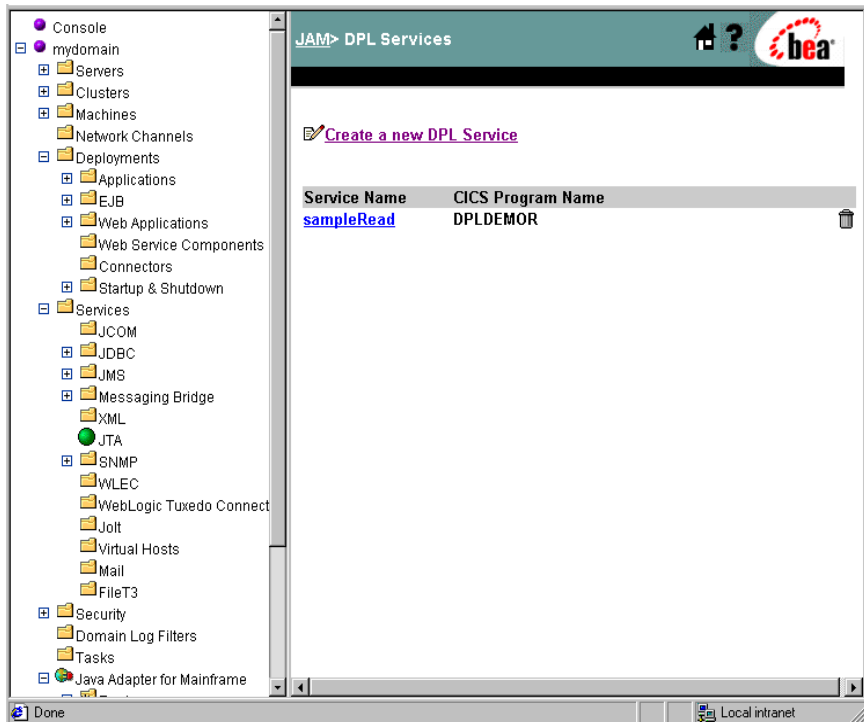 Console
mydomain
Servers
Clusters
Machines
Network Channels
Deployments
Applications
EJB
Web Applications
Web Service Components
Connectors
Startup & Shutdown
Services
JCOM
JDBC
JMS
Messaging Bridge
XML
JTA
SNMP
WLEC
WebLogic Tuxedo Connect
Jolt
Virtual Hosts
Mail
FileT3
Security
Domain Log Filters
Tasks
Java Adapter for Mainframe
JAM> DPL Services
?
bea
Create a new DPL Service
Service Name CICS Program Name
sampleRead DPLDEMOR
Done
Local intranet